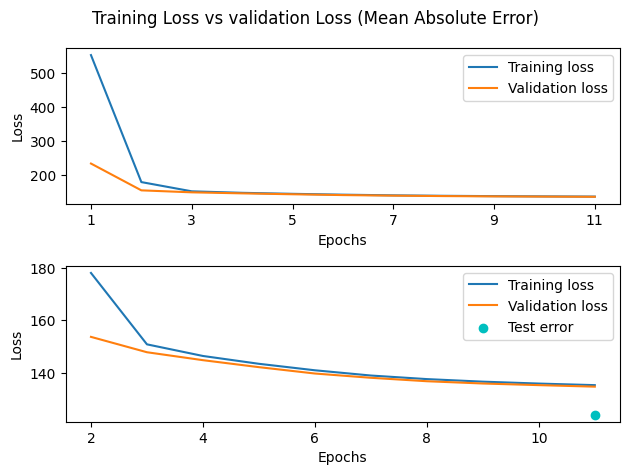 Training Loss vs validation Loss (Mean Absolute Error)
500
400
300
200
Loss
Training loss
Validation loss
1 3 5 7 9 11
Epochs
180
160
140
Loss
Training loss
Validation loss
Test error
2 4 6 8 10
Epochs